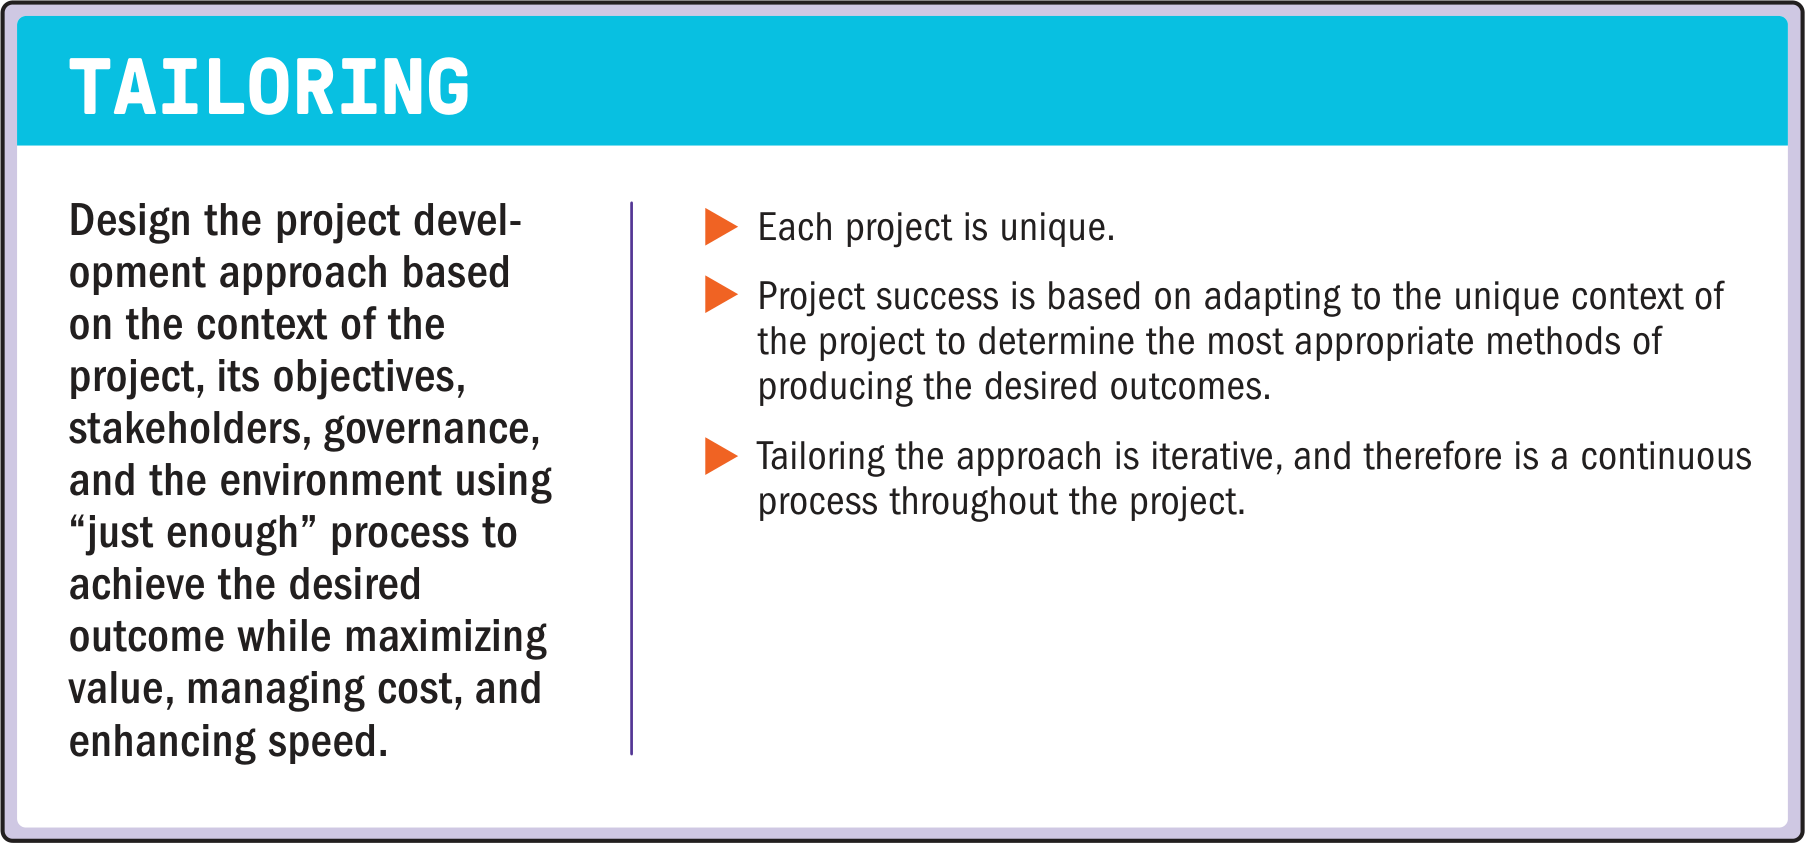 TAILORING
Design the project devel-
opment approach based
on the context of the
project, its objectives,
stakeholders, governance,
and the environment using
“just enough” process to
achieve the desired
outcome while maximizing
value, managing cost, and
enhancing speed.
Each project is unique.
Project success is based on adapting to the unique context of
the project to determine the most appropriate methods of
producing the desired outcomes.
Tailoring the approach is iterative, and therefore is a continuous
process throughout the project.